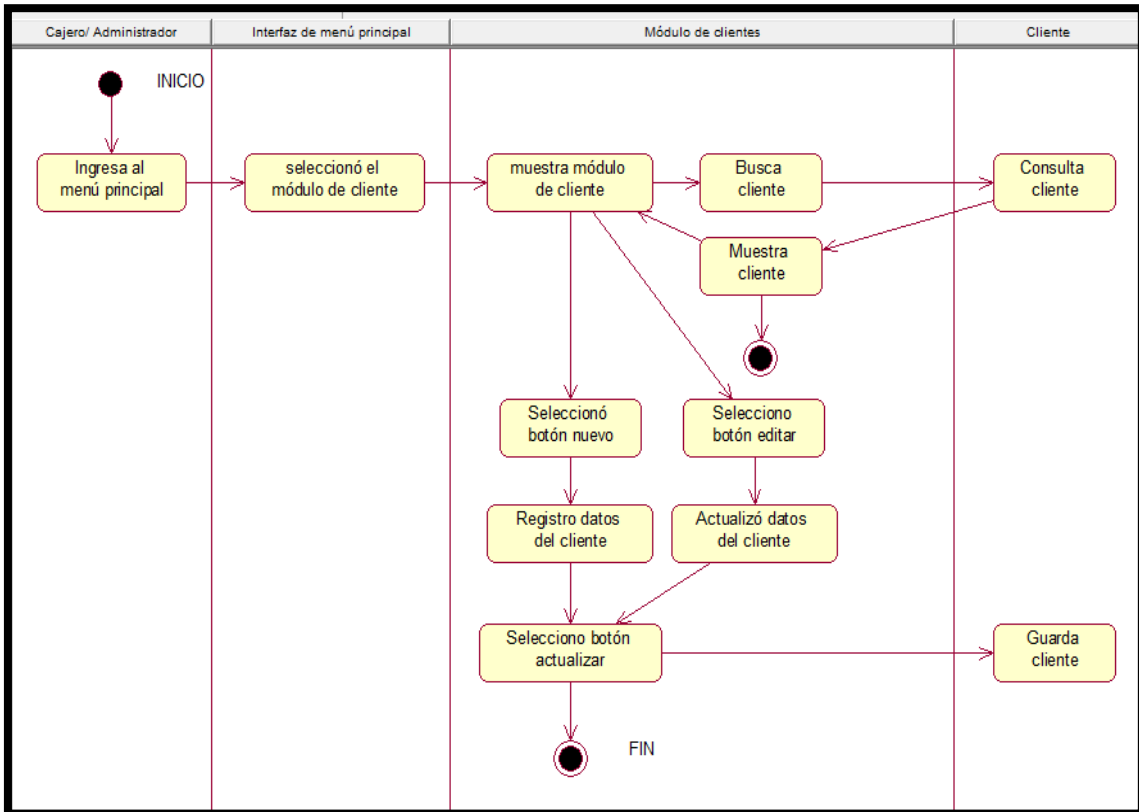 Cajero/ Administrador
Interfaz de menú principal
Módulo de clientes
Cliente
INICIO
Ingresa al
menú principal
seleccionó el
módulo de cliente
muestra módulo
de cliente
Busca
cliente
Consulta
cliente
Muestra
cliente
Seleccionó
botón nuevo
Selecciono
botón editar
Registro datos
del cliente
Actualizó datos
del cliente
Selecciono botón
actualizar
Guarda
cliente
FIN